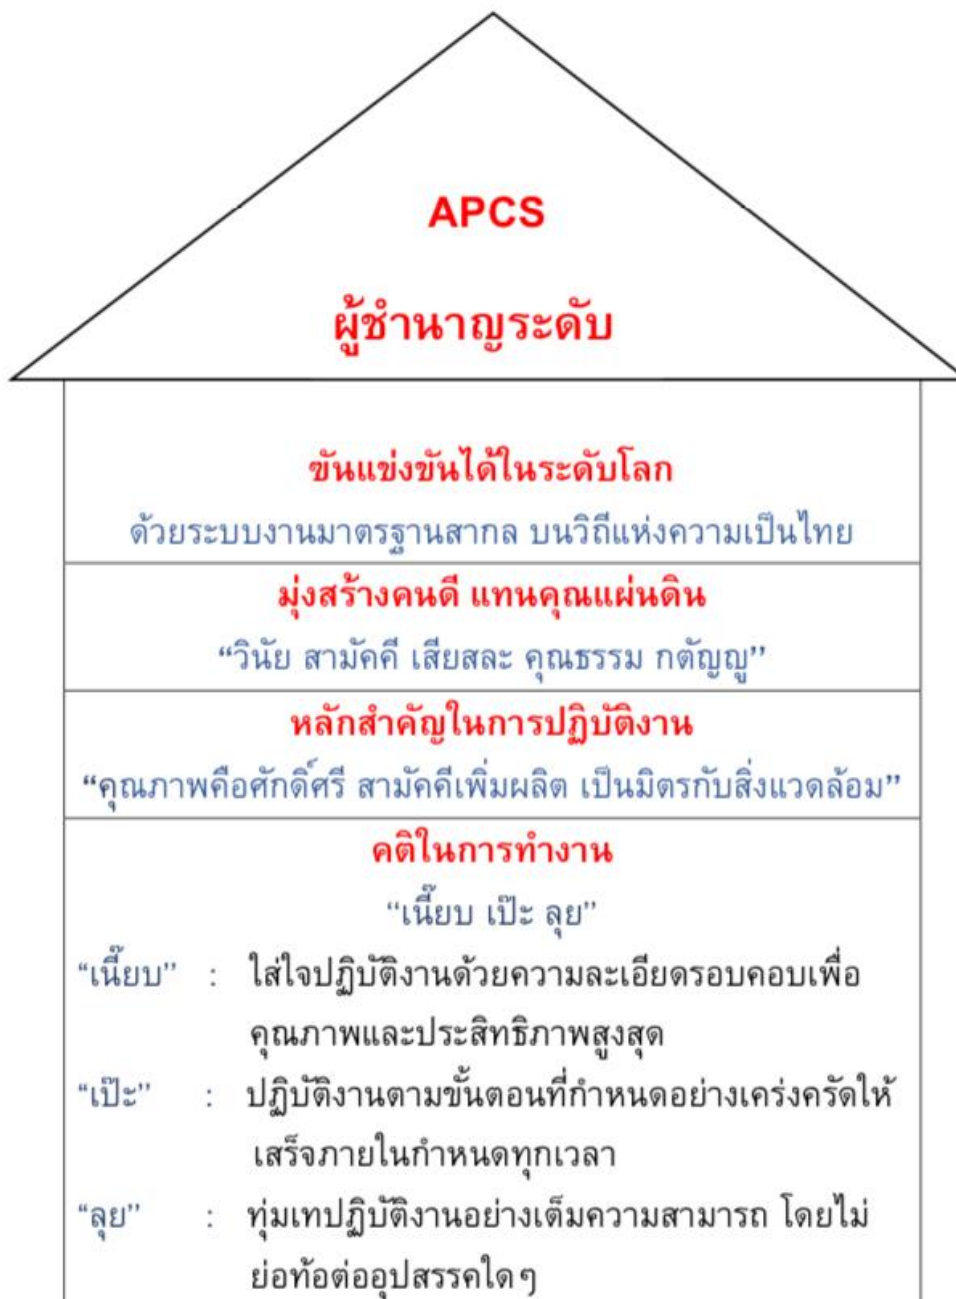 APCS
ผู้ชำนาญระดับ
ขันแข่งขันได้ในระดับโลก
ด้วยระบบงานมาตรฐานสากล บนวิถีแห่งความเป็นไทย
มุ่งสร้างคนดี แทนคุณแผ่นดิน
“วินัย สามัคคี เสียสละ คุณธรรม กตัญญู”
หลักสำคัญในการปฏิบัติงาน
“คุณภาพคือศักดิ์ศรี สามัคคีเพิ่มผลิต เป็นมิตรกับสิ่งแวดล้อม”
คติในการทำงาน
“เนี๊ยบ เป๊ะ ลุย”
“เนี๊ยบ” : ใส่ใจปฏิบัติงานด้วยความละเอียดรอบคอบเพื่อ
คุณภาพและประสิทธิภาพสูงสุด
“เป๊ะ” : ปฏิบัติงานตามขั้นตอนที่กำหนดอย่างเคร่งครัดให้
เสร็จภายในกำหนดทุกเวลา
“ลุย” : ทุ่มเทปฏิบัติงานอย่างเต็มความสามารถ โดยไม่
ย่อท้อต่ออุปสรรคใดๆ